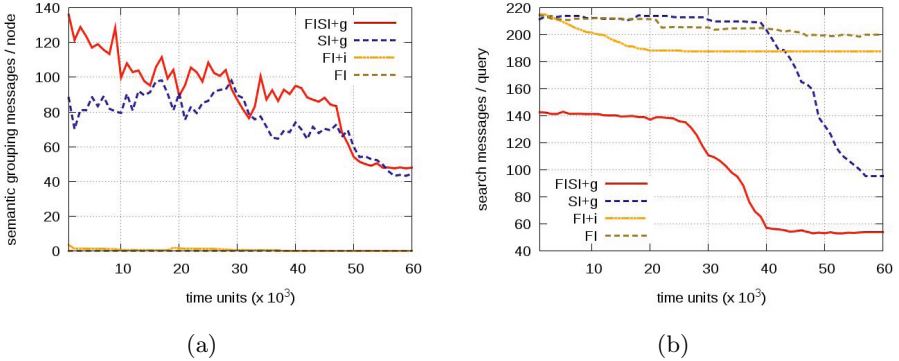 semantic grouping messages / node
140
120
100
80
60
40
20
0
FISI+g
SI+g
FI+i
FI
10 20 30 40 50 60
time units (x 10³)
(a)
search messages / query
220
200
180
160
140
120
100
80
60
40
FISI+g
SI+g
FI+i
FI
10 20 30 40 50 60
time units (x 10³)
(b)